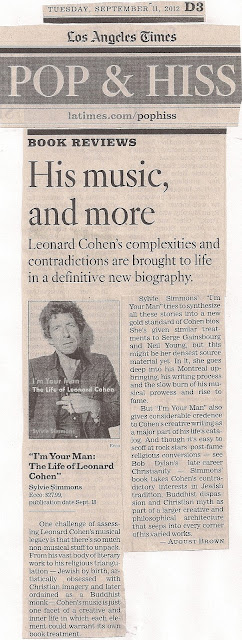 TUESDAY, SEPTEMBER 11, 2012 D3
Los Angeles Times
POP & HISS
latimes.com/pophiss
BOOK REVIEWS
His music,
and more
Leonard Cohen's complexities and
contradictions are brought to life
in a definitive new biography.
I'm Your Man
The Life of Leonard Cohen
Sylvie Simmons
"I'm Your Man:
The Life of Leonard
Cohen"
Sylvie Simmons
Ecco: $27.99,
publication date Sept. 18
One challenge of assess-
ing Leonard Cohen's musical
legacy is that there's so much
non-musical stuff to unpack.
From his vast body of literary
work to his religious triangu-
lation — Jewish by birth, ar-
tistically obsessed with
Christian imagery and later
ordained as a Buddhist
monk — Cohen's music is just
one facet of a creative and
inner life in which each ele-
ment could warrant its own
book treatment.
Sylvie Simmons' "I'm
Your Man" tries to synthesize
all these stories into a new
gold standard of Cohen bios.
She's given similar treat-
ments to Serge Gainsbourg
and Neil Young, but this
might be her densest source
material yet. In it, she goes
deep into his Montreal up-
bringing, his writing process
and the slow burn of his mu-
sical prowess and rise to
fame.
But "I'm Your Man" also
gives considerable credence
to Cohen's creative writing as
a major part of his life's cata-
log. And though it's easy to
scoff at rock stars' post-fame
religious conversions — see
Bob Dylan's late-career
Christianity — Simmons'
book takes Cohen's contra-
dictory interests in Jewish
tradition, Buddhist expan-
sion and Christian myth as
part of a larger creative and
philosophical architecture
that seeps into every corner
of his varied works.
— AUGUST BROWN